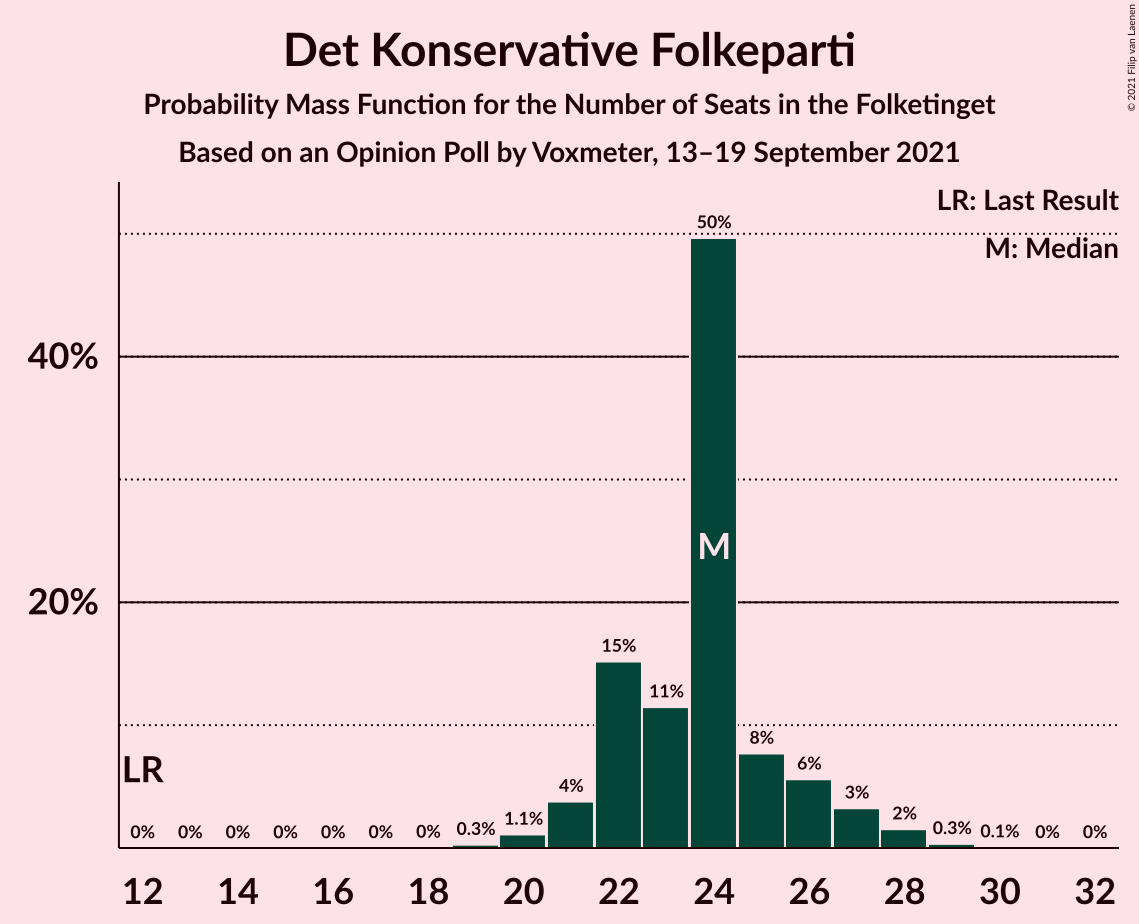 Det Konservative Folkeparti
Probability Mass Function for the Number of Seats in the Folketinget
Based on an Opinion Poll by Voxmeter, 13–19 September 2021
© 2021 Filip van Laenen
LR: Last Result
M: Median
50%
40%
M
20%
15%
11%
8%
6%
4%
3%
2%
1.1%
LR
0% 0% 0% 0% 0% 0% 0% 0.3% 0.3% 0.1% 0% 0%
12 14 16 18 20 22 24 26 28 30 32